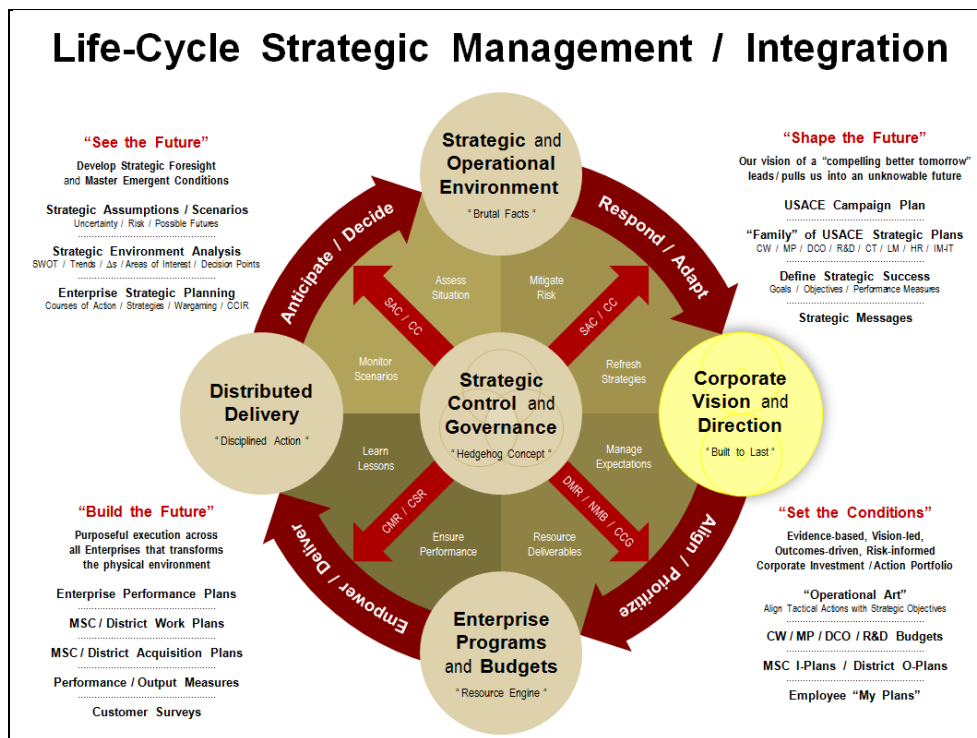 Life-Cycle Strategic Management / Integration
“See the Future”
Develop Strategic Foresight
and Master Emergent Conditions
Strategic Assumptions / Scenarios
Uncertainty / Risk / Possible Futures
Strategic Environment Analysis
SWOT / Trends / Δs / Areas of Interest / Decision Points
Enterprise Strategic Planning
Courses of Action / Strategies / Wargaming / CCIR
“Shape the Future”
Our vision of a “compelling better tomorrow”
leads / pulls us into an unknowable future
USACE Campaign Plan
“Family” of USACE Strategic Plans
CW / MP / DCO / R&D / CT / LM / HR / IM-IT
Define Strategic Success
Goals / Objectives / Performance Measures
Strategic Messages
Strategic and
Operational
Environment
“ Brutal Facts “
Anticipate / Decide
Respond / Adapt
Assess
Situation
Mitigate
Risk
SAC / CC
SAC / CC
Monitor
Scenarios
Refresh
Strategies
Distributed
Delivery
“ Disciplined Action “
Strategic
Control and
Governance
“ Hedgehog Concept “
Corporate
Vision and
Direction
“ Built to Last “
Learn
Lessons
Manage
Expectations
CMR / CSR
DMR / NMB / CCG
Ensure
Performance
Resource
Deliverables
Empower / Deliver
Align / Prioritize
Enterprise
Programs
and Budgets
“ Resource Engine “
“Build the Future”
Purposeful execution across
all Enterprises that transforms
the physical environment
Enterprise Performance Plans
MSC / District Work Plans
MSC / District Acquisition Plans
Performance / Output Measures
Customer Surveys
“Set the Conditions”
Evidence-based, Vision-led,
Outcomes-driven, Risk-informed
Corporate Investment / Action Portfolio
“Operational Art”
Align Tactical Actions with Strategic Objectives
CW / MP / DCO / R&D Budgets
MSC I-Plans / District O-Plans
Employee “My Plans”